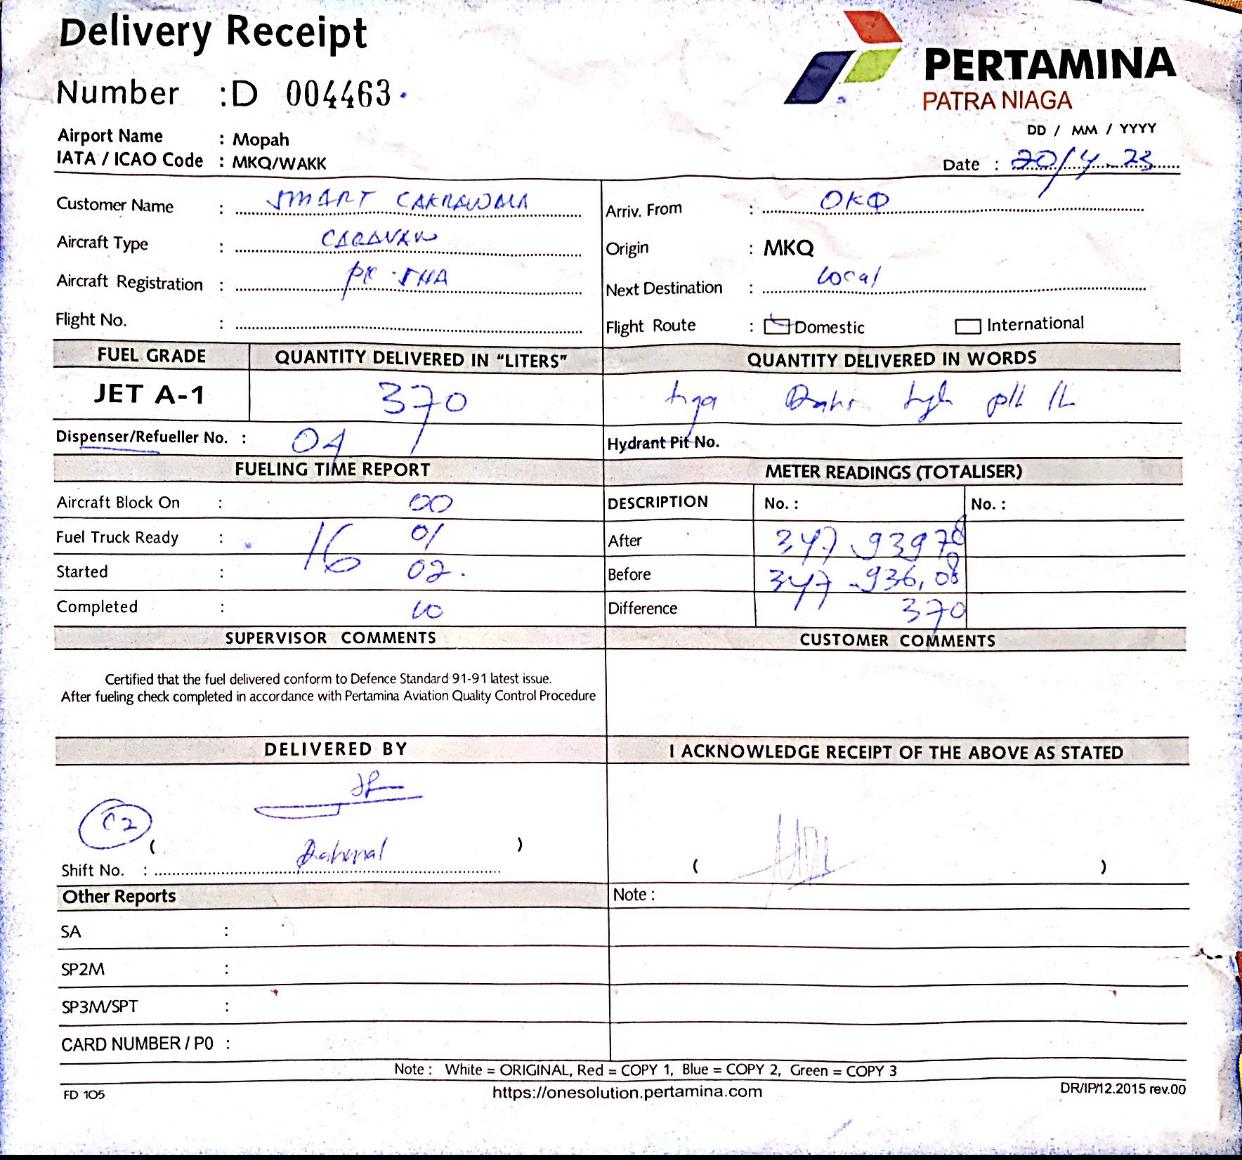 Delivery Receipt
Number : D 004463
PERTAMINA
PATRA NIAGA
Airport Name : Mopah
IATA / ICAO Code : MKQ/WAKK
DD / MM / YYYY
Date : 20/4.23
Customer Name : SMART CAKRAWALA
Arriv. From : OKQ
Aircraft Type : CARAVAN
Origin : MKQ
Aircraft Registration : PK-SNA
Next Destination : Local
Flight No. :
Flight Route : Domestic International
FUEL GRADE QUANTITY DELIVERED IN "LITERS" QUANTITY DELIVERED IN WORDS
JET A-1 370 tiga
Dispenser/Refueller No. : 04 Hydrant Pit No.
FUELING TIME REPORT METER READINGS (TOTALISER)
Aircraft Block On : 00 DESCRIPTION No. : No. :
Fuel Truck Ready : 16 01 After
Started : 02. Before 347.936,08
Completed : 10 Difference 370
SUPERVISOR COMMENTS CUSTOMER COMMENTS
Certified that the fuel delivered conform to Defence Standard 91-91 latest issue.
After fueling check completed in accordance with Pertamina Aviation Quality Control Procedure
DELIVERED BY I ACKNOWLEDGE RECEIPT OF THE ABOVE AS STATED
( )
Shift No. :
( )
Other Reports Note :
SA :
SP2M :
SP3M/SPT :
CARD NUMBER / P0 :
Note : White = ORIGINAL, Red = COPY 1, Blue = COPY 2, Green = COPY 3
FD 105 https://onesolution.pertamina.com DR/IP/12.2015 rev.00